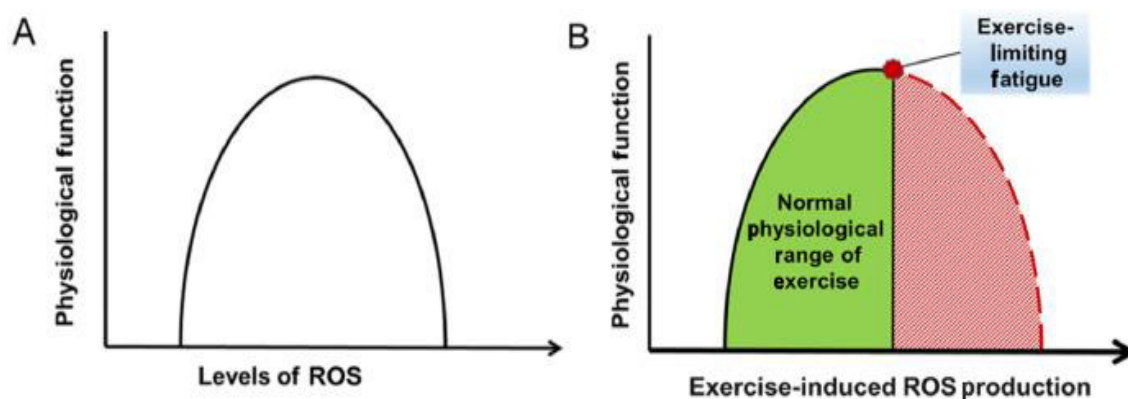 A
Physiological function
Levels of ROS
B
Exercise-
limiting
fatigue
Physiological function
Normal
physiological
range of
exercise
Exercise-induced ROS production